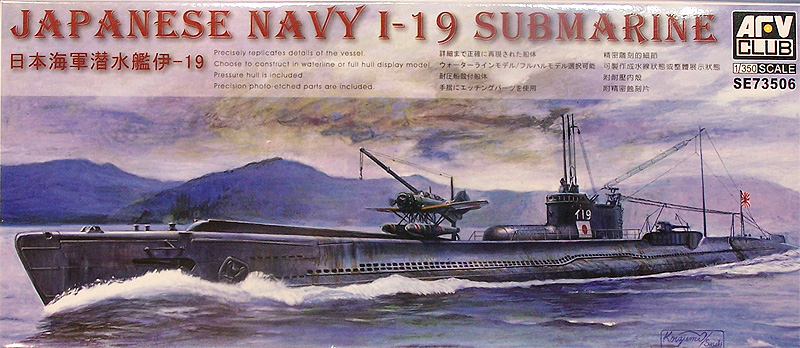 JAPANESE NAVY I-19 SUBMARINE
AFV CLUB
1/350 SCALE
SE73506
日本海軍潜水艦伊-19
Precisely replicates details of the vessel.
Choose to construct in waterline or full hull display model
Pressure hull is included
Precision photo-etched parts are included.
詳細まで正確に再現された船体
ウォーターラインモデル/フルハルモデル選択可能
耐圧船殻付船体
手摺にエッチングパーツを使用
精密雕刻的細節
可製作成水線狀態或整體展示狀態
附耐壓内殼
附精密蝕刻片
イ19